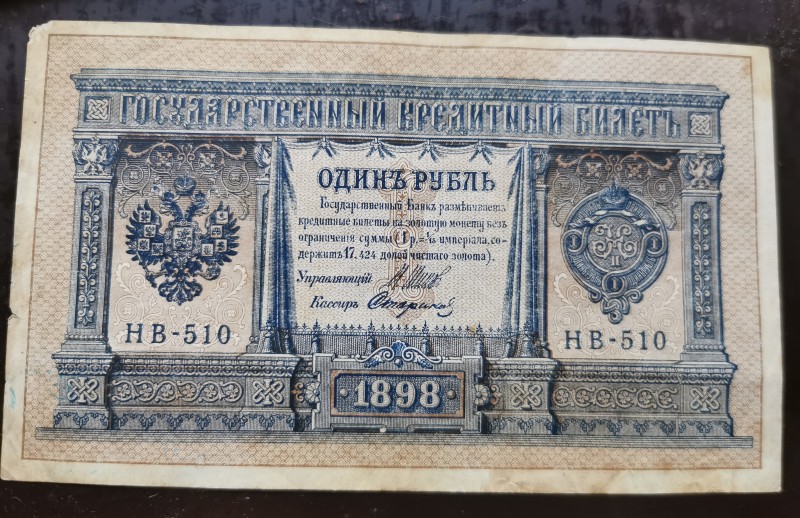 ГОСУДАРСТВЕННЫЙ КРЕДИТНЫЙ БИЛЕТЪ
ОДИНЪ РУБЛЬ
Государственный Банкъ размѣниваетъ
кредитные билеты на золотую монету безъ
ограниченія суммы (1 р. = 1/15 имперіала, со-
держитъ 17,424 долей чистаго золота).
Управляющій
Кассиръ
НВ-510
НВ-510
1898